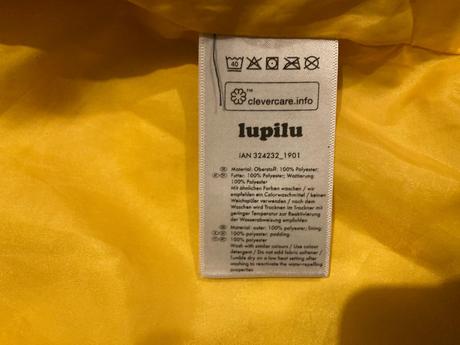 40
clevercare.info
lupilu
IAN 324232_1901
Material: Oberstoff: 100% Polyester;
Futter: 100% Polyester; Wattierung:
100% Polyester
Mit ähnlichen Farben waschen / wir
empfehlen ein Colorwaschmittel / keinen
Weichspüler verwenden / nach dem
Waschen wird Trocknen im Trockner mit
geringer Temperatur zur Reaktivierung
der Wasserabweisung empfohlen
Material: outer: 100% polyester; lining:
100% polyester; padding:
100% polyester
Wash with similar colours / Use colour
detergent / Do not add fabric softener /
Tumble dry on a low heat setting after
washing to reactivate the water-repelling
properties